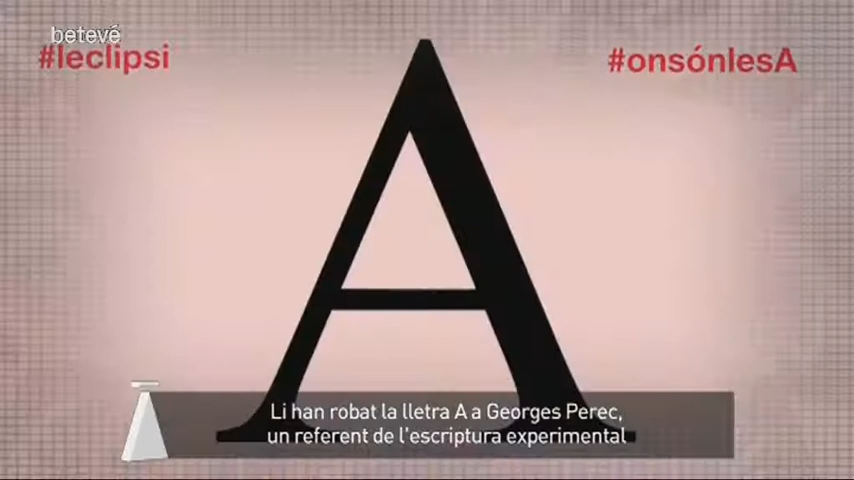 betevé
#leclipsi
#onsónlesA
A
Li han robat la lletra A a Georges Perec,
un referent de l'escriptura experimental